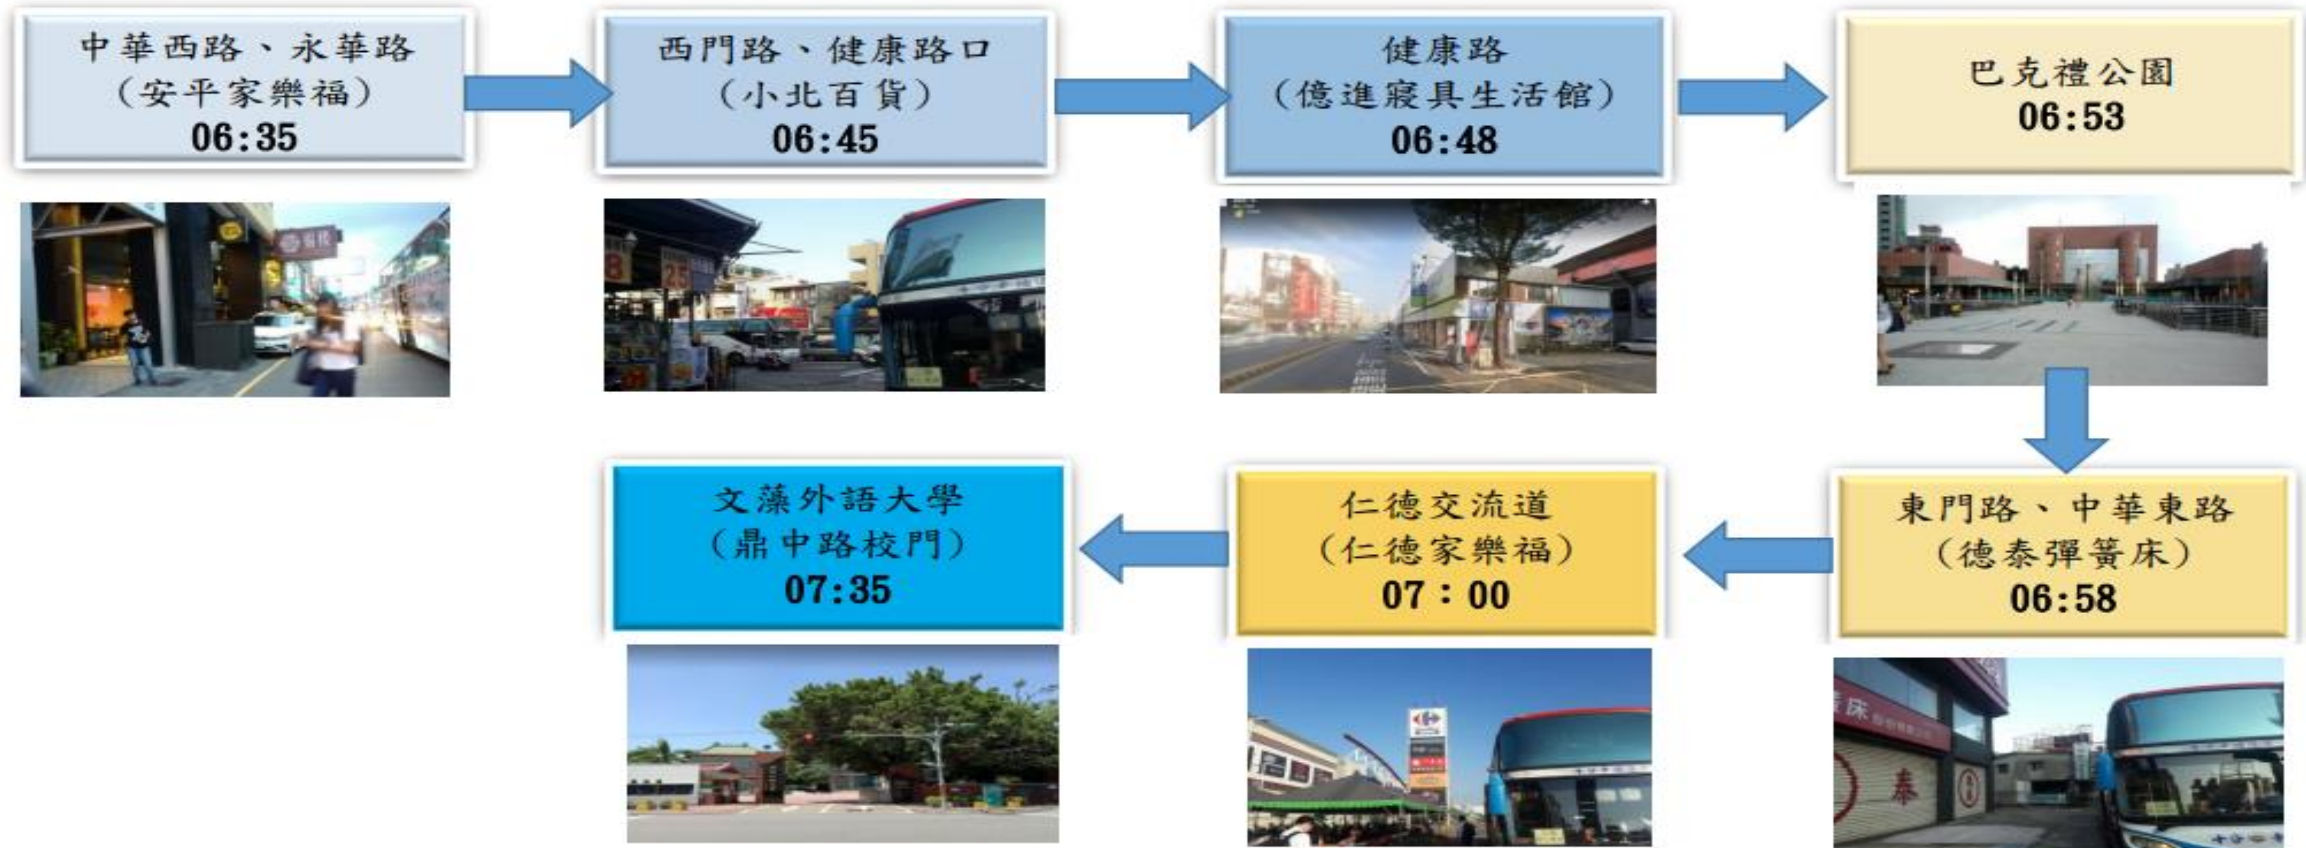 中華西路、永華路
（安平家樂福）
06:35
西門路、健康路口
（小北百貨）
06:45
健康路
（億進寢具生活館）
06:48
巴克禮公園
06:53
8
25
東門路、中華東路
（德泰彈簧床）
06:58
仁德交流道
（仁德家樂福）
07：00
文藻外語大學
（鼎中路校門）
07:35
床
泰